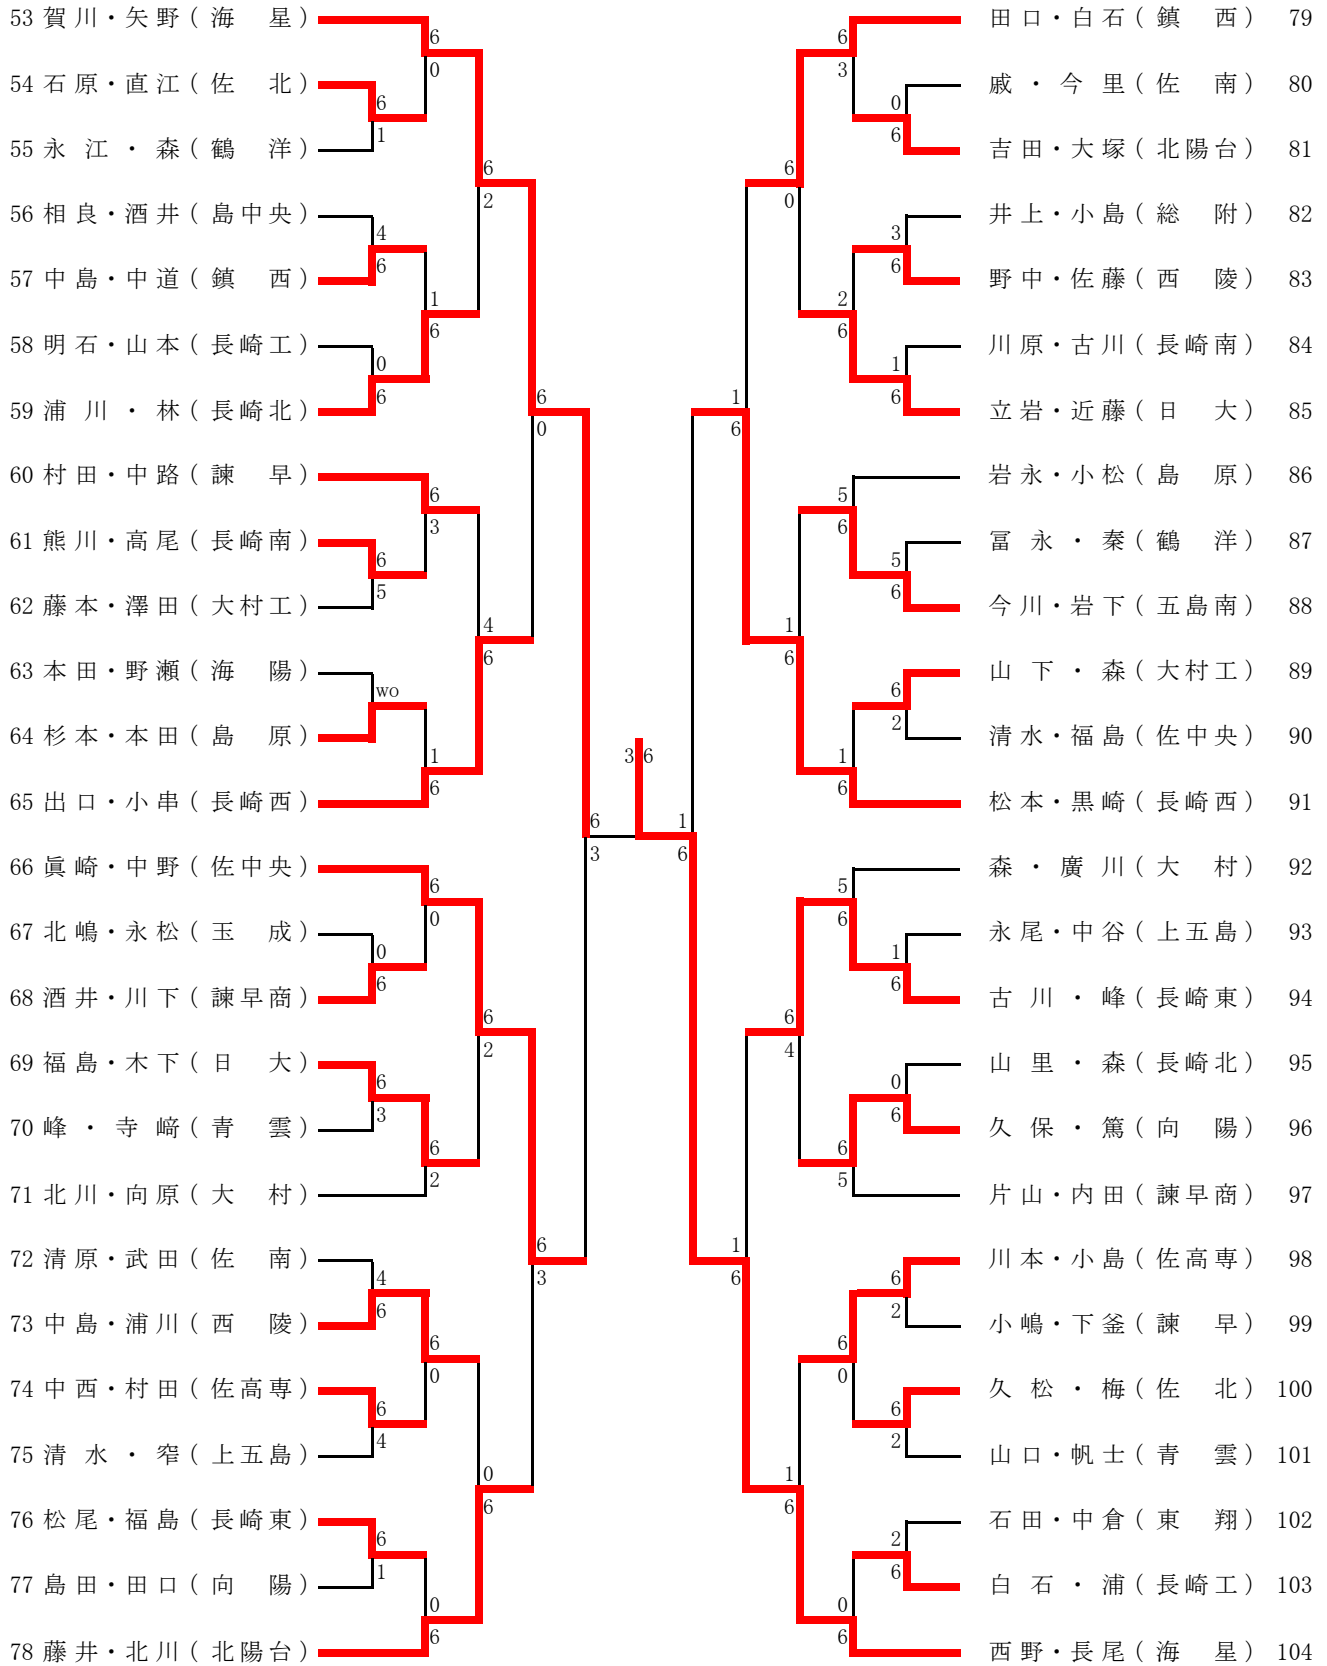 53 賀川・矢野(海 星)
54 石原・直江(佐 北)
55 永江・森(鶴 洋)
56 相良・酒井(島中央)
57 中島・中道(鎮 西)
58 明石・山本(長崎工)
59 浦川・林(長崎北)
60 村田・中路(諫 早)
61 熊川・高尾(長崎南)
62 藤本・澤田(大村工)
63 本田・野瀬(海 陽)
64 杉本・本田(島 原)
65 出口・小串(長崎西)
66 眞崎・中野(佐中央)
67 北嶋・永松(玉 成)
68 酒井・川下(諫早商)
69 福島・木下(日 大)
70 峰・寺﨑(青 雲)
71 北川・向原(大 村)
72 清原・武田(佐 南)
73 中島・浦川(西 陵)
74 中西・村田(佐高専)
75 清水・窄(上五島)
76 松尾・福島(長崎東)
77 島田・田口(向 陽)
78 藤井・北川(北陽台)
6
0
6
1
4
6
0
6
1
6
6
2
6
3
6
5
wo
1
6
4
6
6
0
6
0
0
6
6
3
6
2
6
2
4
6
6
4
6
0
6
1
0
6
0
6
6
3
6
3
3 6
1
6
1
6
1
6
6
0
6
3
0
6
3
6
2
6
1
6
5
6
5
6
1
6
6
2
1
6
5
6
1
6
6
4
0
6
6
5
6
2
6
0
6
2
1
6
2
6
0
6
田口・白石(鎮 西) 79
戚・今里(佐 南) 80
吉田・大塚(北陽台) 81
井上・小島(総 附) 82
野中・佐藤(西 陵) 83
川原・古川(長崎南) 84
立岩・近藤(日 大) 85
岩永・小松(島 原) 86
冨永・秦(鶴 洋) 87
今川・岩下(五島南) 88
山下・森(大村工) 89
清水・福島(佐中央) 90
松本・黒崎(長崎西) 91
森・廣川(大 村) 92
永尾・中谷(上五島) 93
古川・峰(長崎東) 94
山里・森(長崎北) 95
久保・篤(向 陽) 96
片山・内田(諫早商) 97
川本・小島(佐高専) 98
小嶋・下釜(諫 早) 99
久松・梅(佐 北) 100
山口・帆士(青 雲) 101
石田・中倉(東 翔) 102
白石・浦(長崎工) 103
西野・長尾(海 星) 104